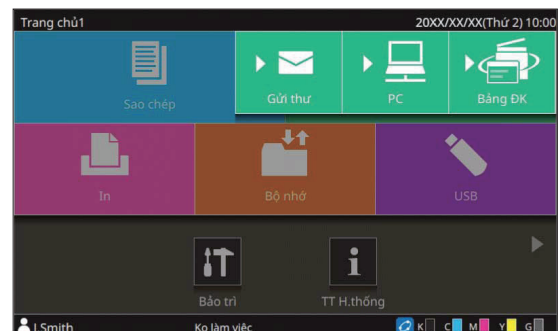 Trang chủ1 20XX/XX/XX(Thứ 2) 10:00
Sao chép Gửi thư PC Bảng ĐK
In Bộ nhớ USB
Bảo trì TT H.thống
J.Smith Ko làm việc K C M Y G